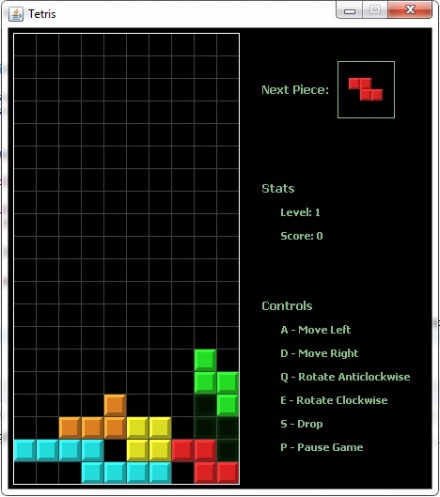 Tetris
Next Piece:
Stats
Level: 1
Score: 0
Controls
A - Move Left
D - Move Right
Q - Rotate Anticlockwise
E - Rotate Clockwise
S - Drop
P - Pause Game